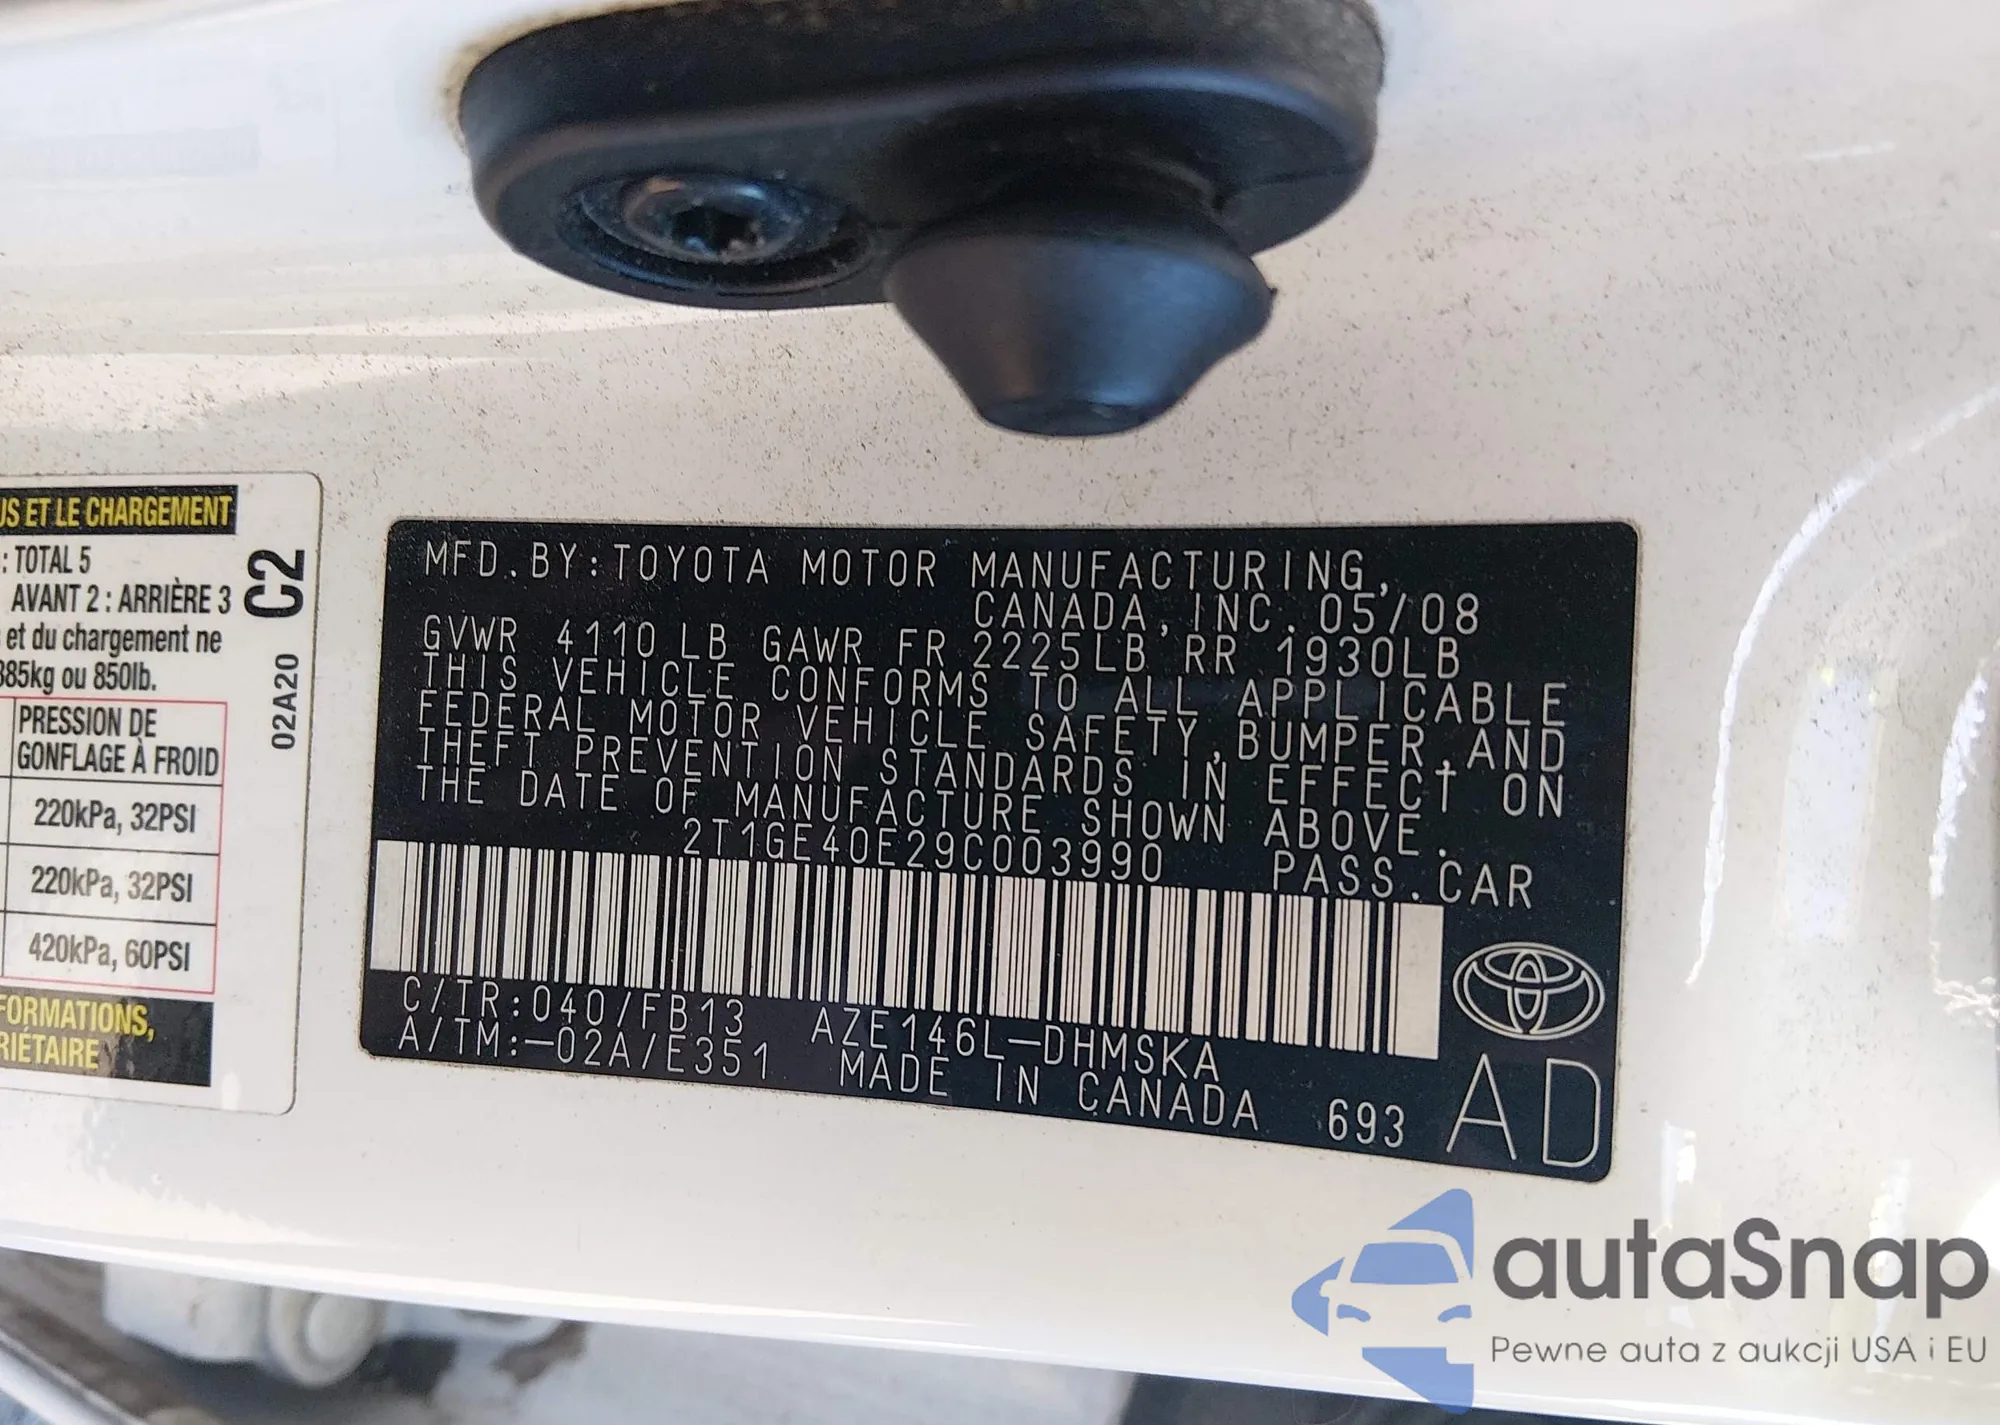 US ET LE CHARGEMENT
: TOTAL 5
AVANT 2 : ARRIÈRE 3
et du chargement ne
885kg ou 850lb.
C2
02A20
PRESSION DE
GONFLAGE À FROID
220kPa, 32PSI
220kPa, 32PSI
420kPa, 60PSI
FORMATIONS,
RIÉTAIRE
MFD. BY: TOYOTA MOTOR MANUFACTURING,
CANADA, INC. 05/08
GVWR 4110 LB GAWR FR 2225LB RR 1930LB
THIS VEHICLE CONFORMS TO ALL APPLICABLE
FEDERAL MOTOR VEHICLE SAFETY, BUMPER, AND
THEFT PREVENTION STANDARDS IN EFFECT ON
THE DATE OF MANUFACTURE SHOWN ABOVE.
2T1GE40E29C003990 PASS. CAR
C/TR:040/FB13 AZE146L-DHMSKA
A/TM:-02A/E351 MADE IN CANADA 693
AD
autaSnap
Pewne auta z aukcji USA i EU